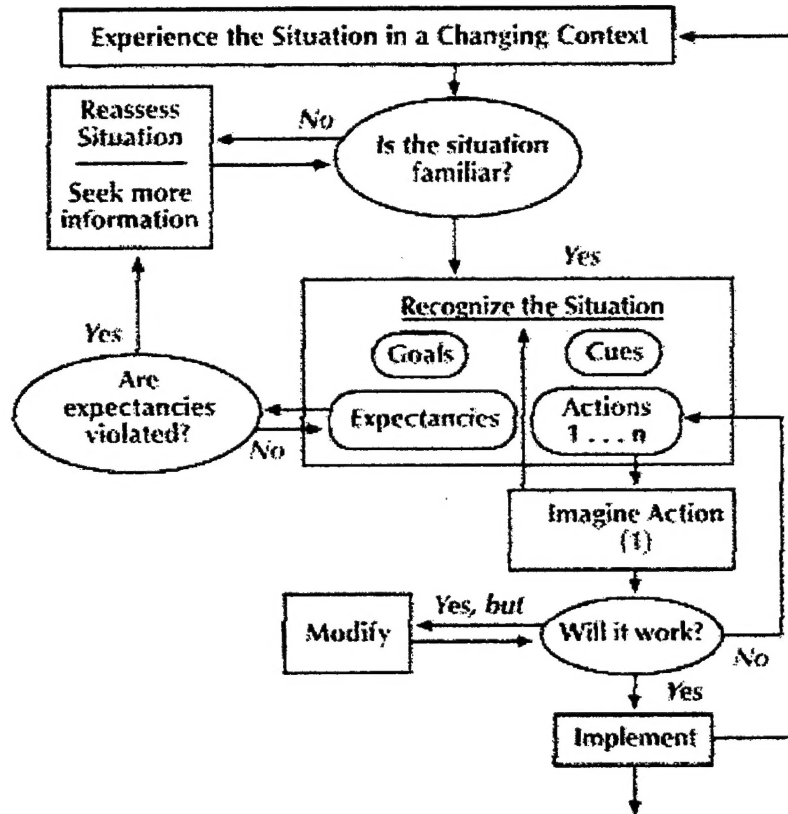 Experience the Situation in a Changing Context
Reassess
Situation
Seek more
information
No
Is the situation
familiar?
Yes
Yes
Recognize the Situation
Goals
Cues
Are
expectancies
violated?
Expectancies
Actions
1 . . . n
No
Imagine Action
(1)
Modify
Yes, but
Will it work?
No
Yes
Implement